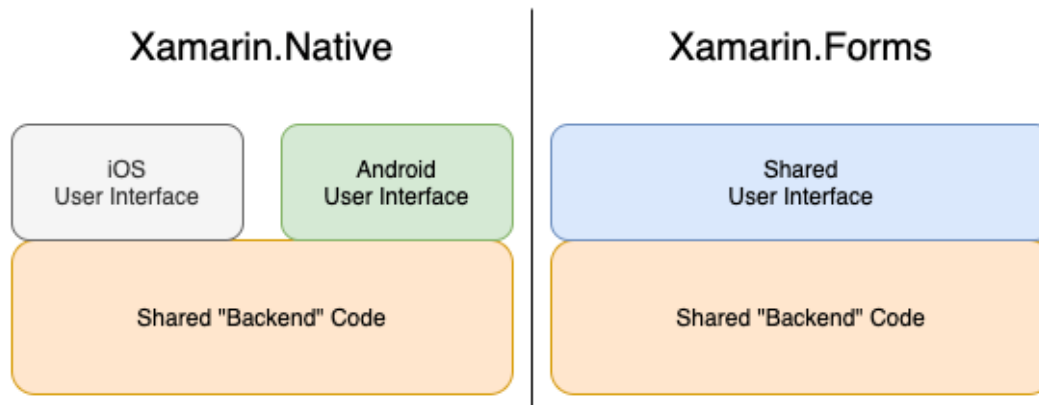 Xamarin.Native
iOS
User Interface
Android
User Interface
Shared "Backend" Code
Xamarin.Forms
Shared
User Interface
Shared "Backend" Code